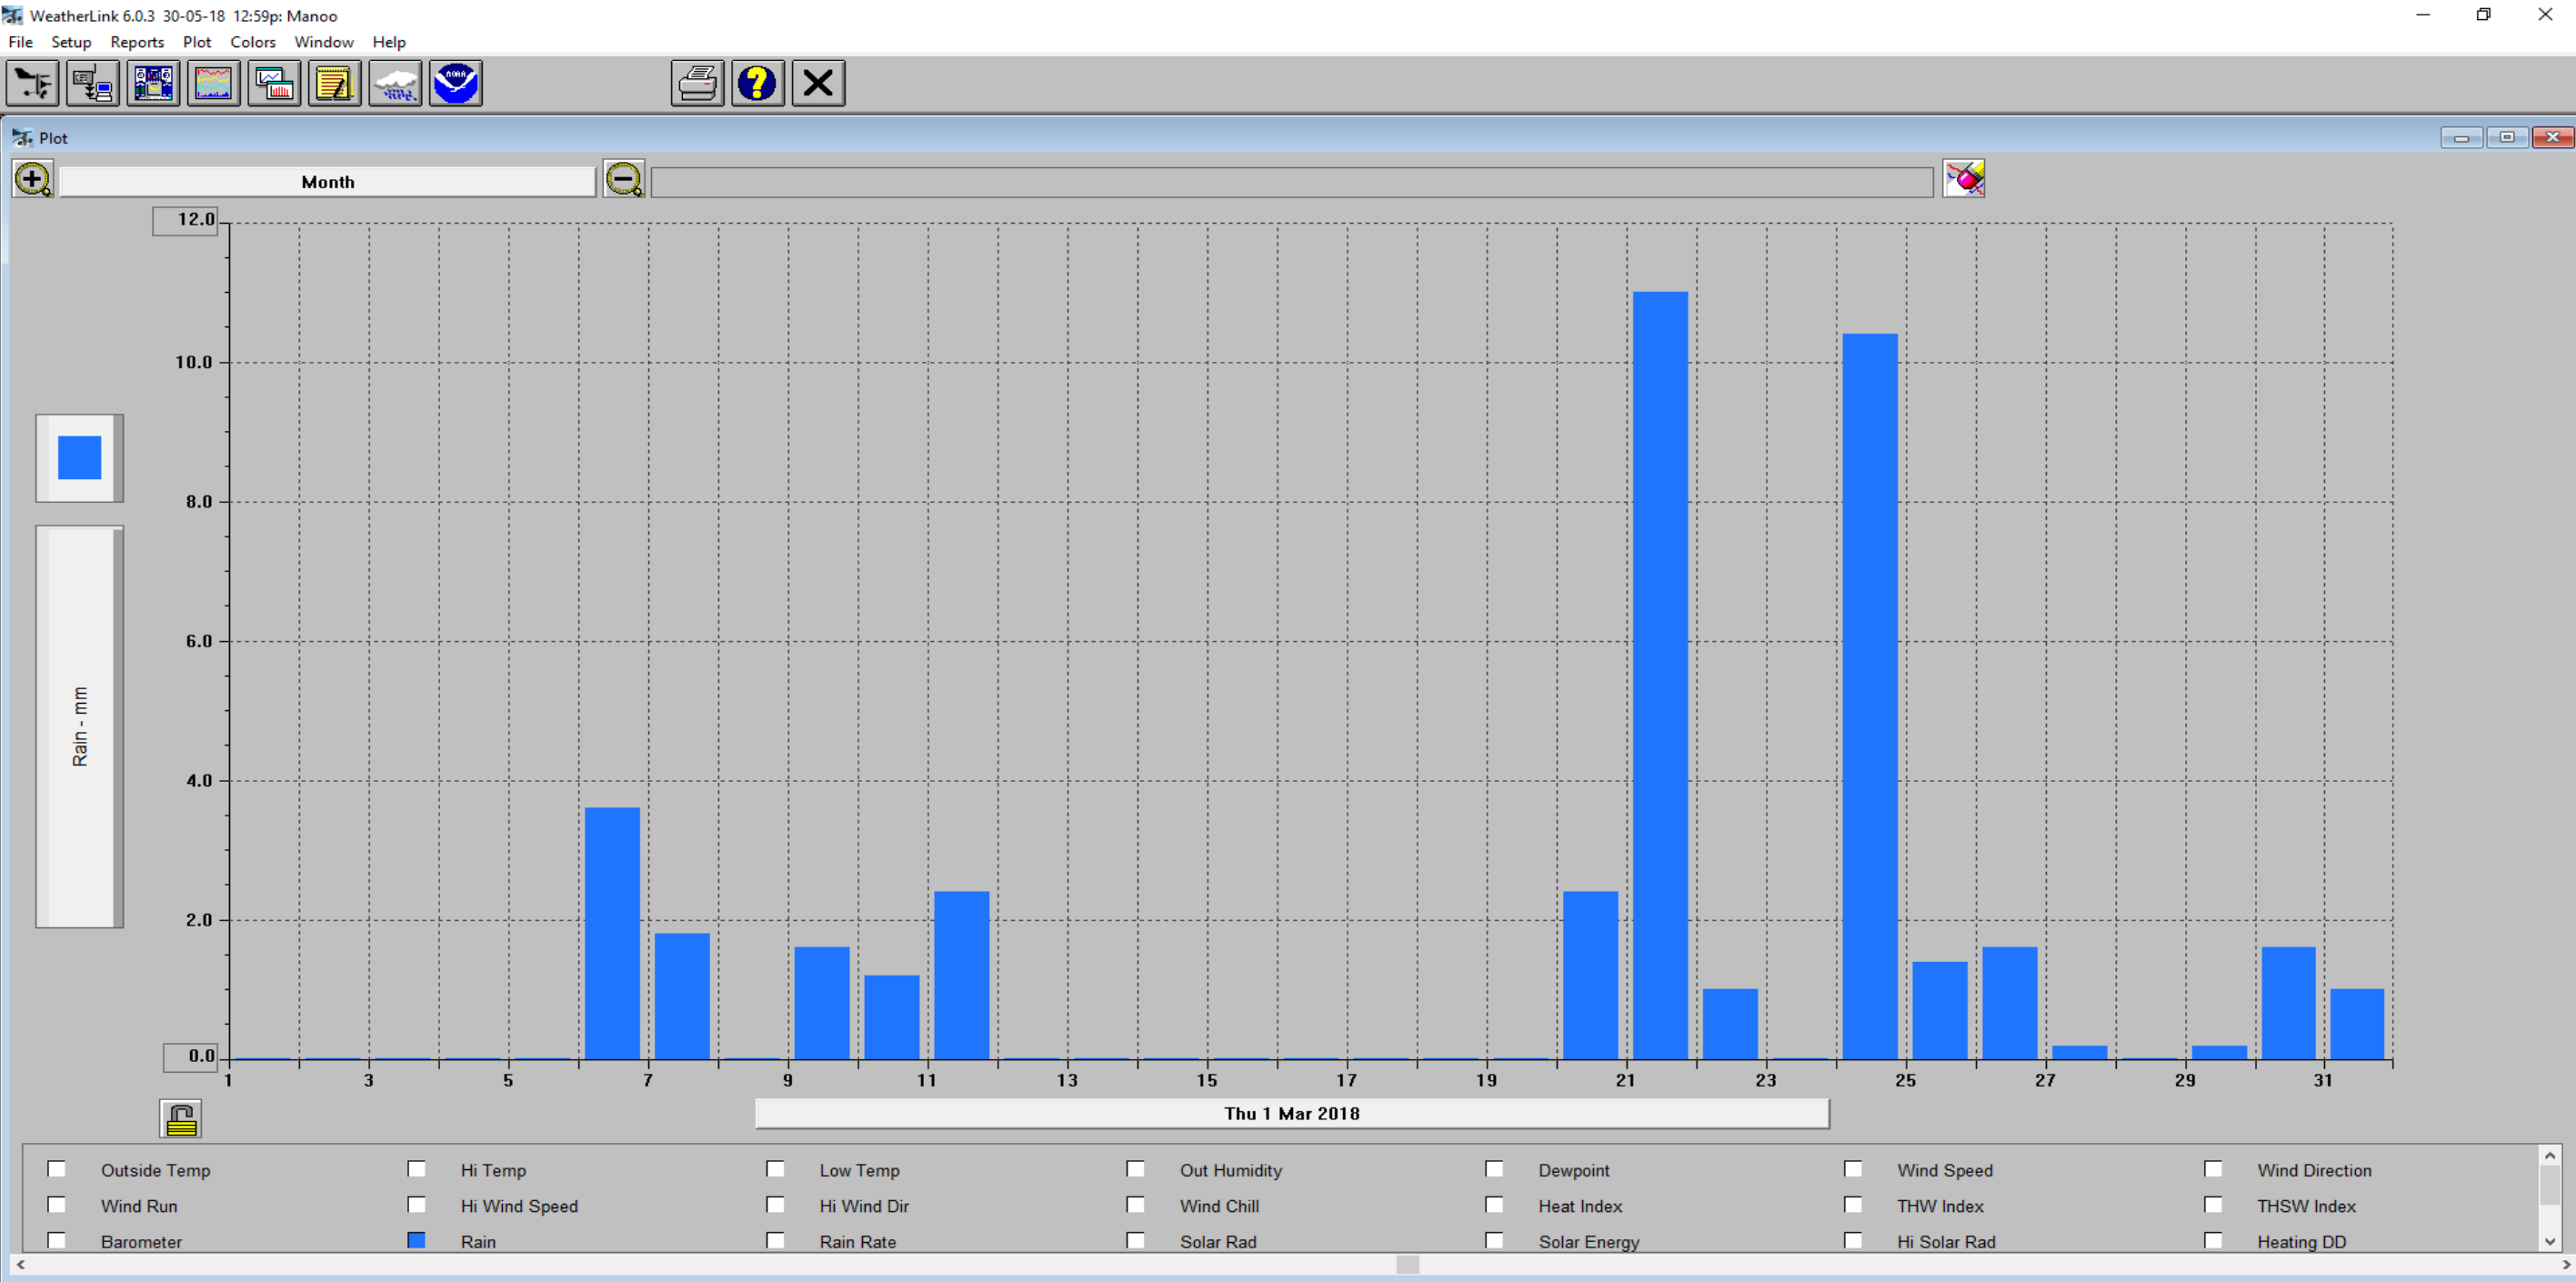 WeatherLink 6.0.3 30-05-18 12:59p: Manoo
File Setup Reports Plot Colors Window Help
NOAA
Plot
Month
12.0
10.0
8.0
6.0
4.0
2.0
0.0
Rain - mm
1 3 5 7 9 11 13 15 17 19 21 23 25 27 29 31
Thu 1 Mar 2018
Outside Temp Hi Temp Low Temp Out Humidity Dewpoint Wind Speed Wind Direction
Wind Run Hi Wind Speed Hi Wind Dir Wind Chill Heat Index THW Index THSW Index
Barometer Rain Rain Rate Solar Rad Solar Energy Hi Solar Rad Heating DD